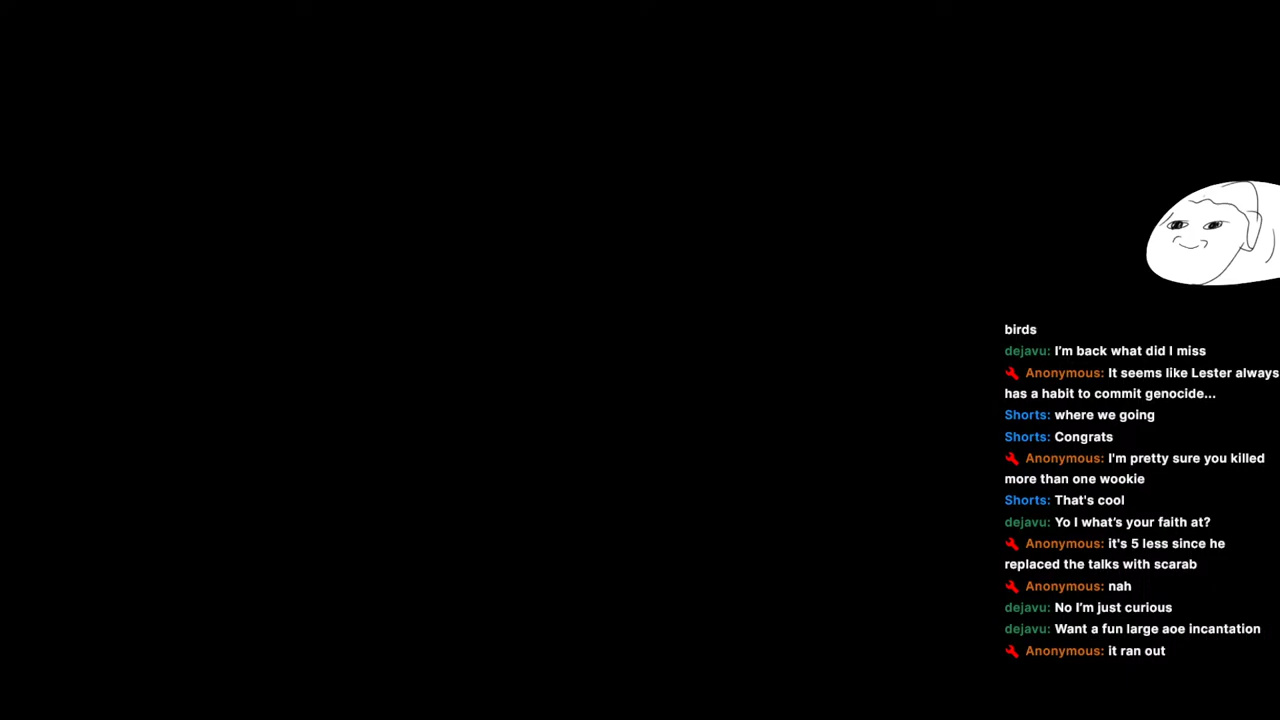 birds
dejavu: I’m back what did I miss
Anonymous: It seems like Lester always
has a habit to commit genocide...
Shorts: where we going
Shorts: Congrats
Anonymous: I'm pretty sure you killed
more than one wookie
Shorts: That's cool
dejavu: Yo I what’s your faith at?
Anonymous: it's 5 less since he
replaced the talks with scarab
Anonymous: nah
dejavu: No I’m just curious
dejavu: Want a fun large aoe incantation
Anonymous: it ran out